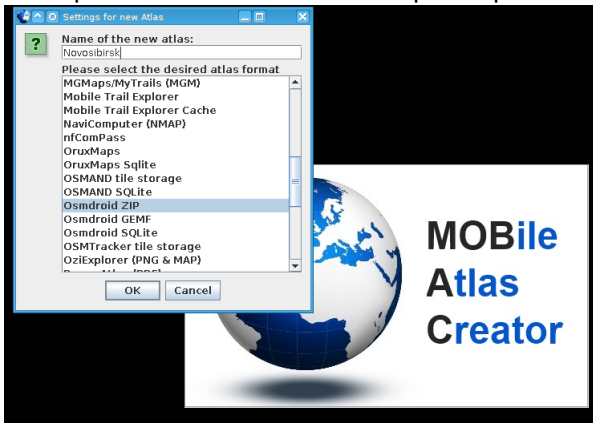 Settings for new Atlas
Name of the new atlas:
Novosibirsk
Please select the desired atlas format
MGMaps/MyTrails (MGM)
Mobile Trail Explorer
Mobile Trail Explorer Cache
NaviComputer (NMAP)
nfComPass
OruxMaps
OruxMaps Sqlite
OSMAND tile storage
OSMAND SQLite
Osmdroid ZIP
Osmdroid GEMF
Osmdroid SQLite
OSMTracker tile storage
OziExplorer (PNG & MAP)
OK Cancel
MOBile
Atlas
Creator